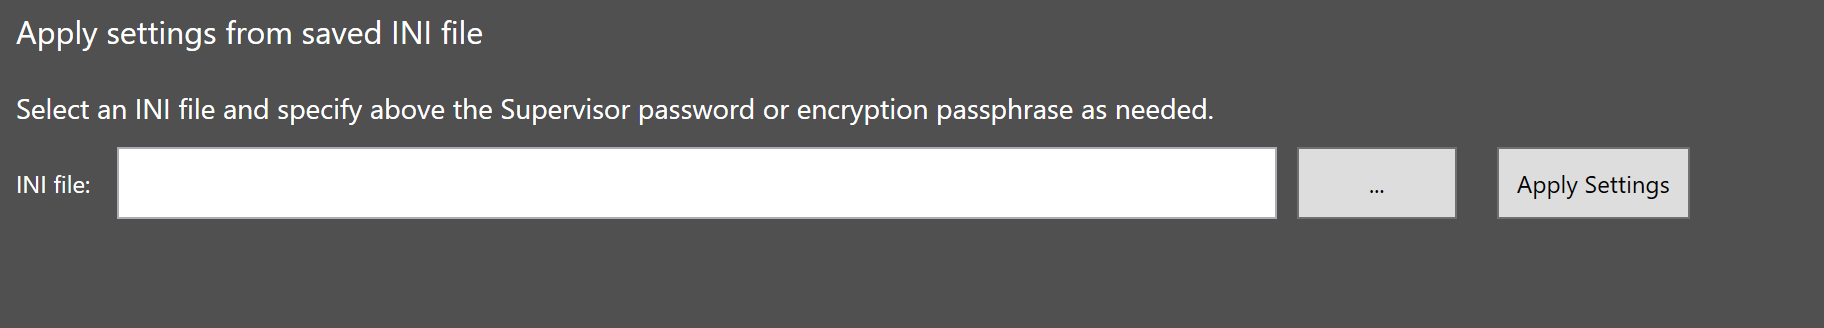 Apply settings from saved INI file
Select an INI file and specify above the Supervisor password or encryption passphrase as needed.
INI file: ... Apply Settings